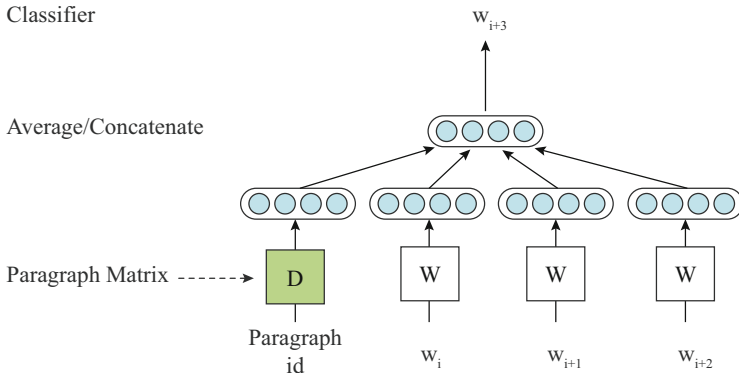 Classifier
w_{i+3}
Average/Concatenate
Paragraph Matrix
D
W
W
W
Paragraph
id
w_i
w_{i+1}
w_{i+2}